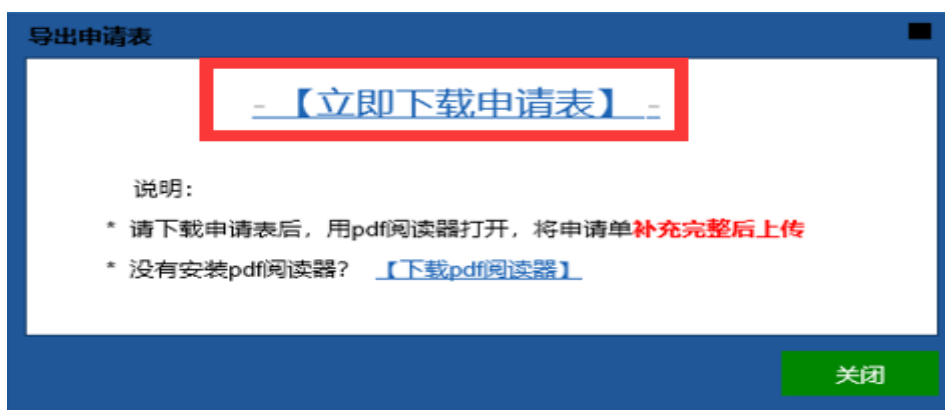 导出申请表
- 【立即下载申请表】 -
说明：
* 请下载申请表后，用pdf阅读器打开，将申请单补充完整后上传
* 没有安装pdf阅读器？ 【下载pdf阅读器】
关闭